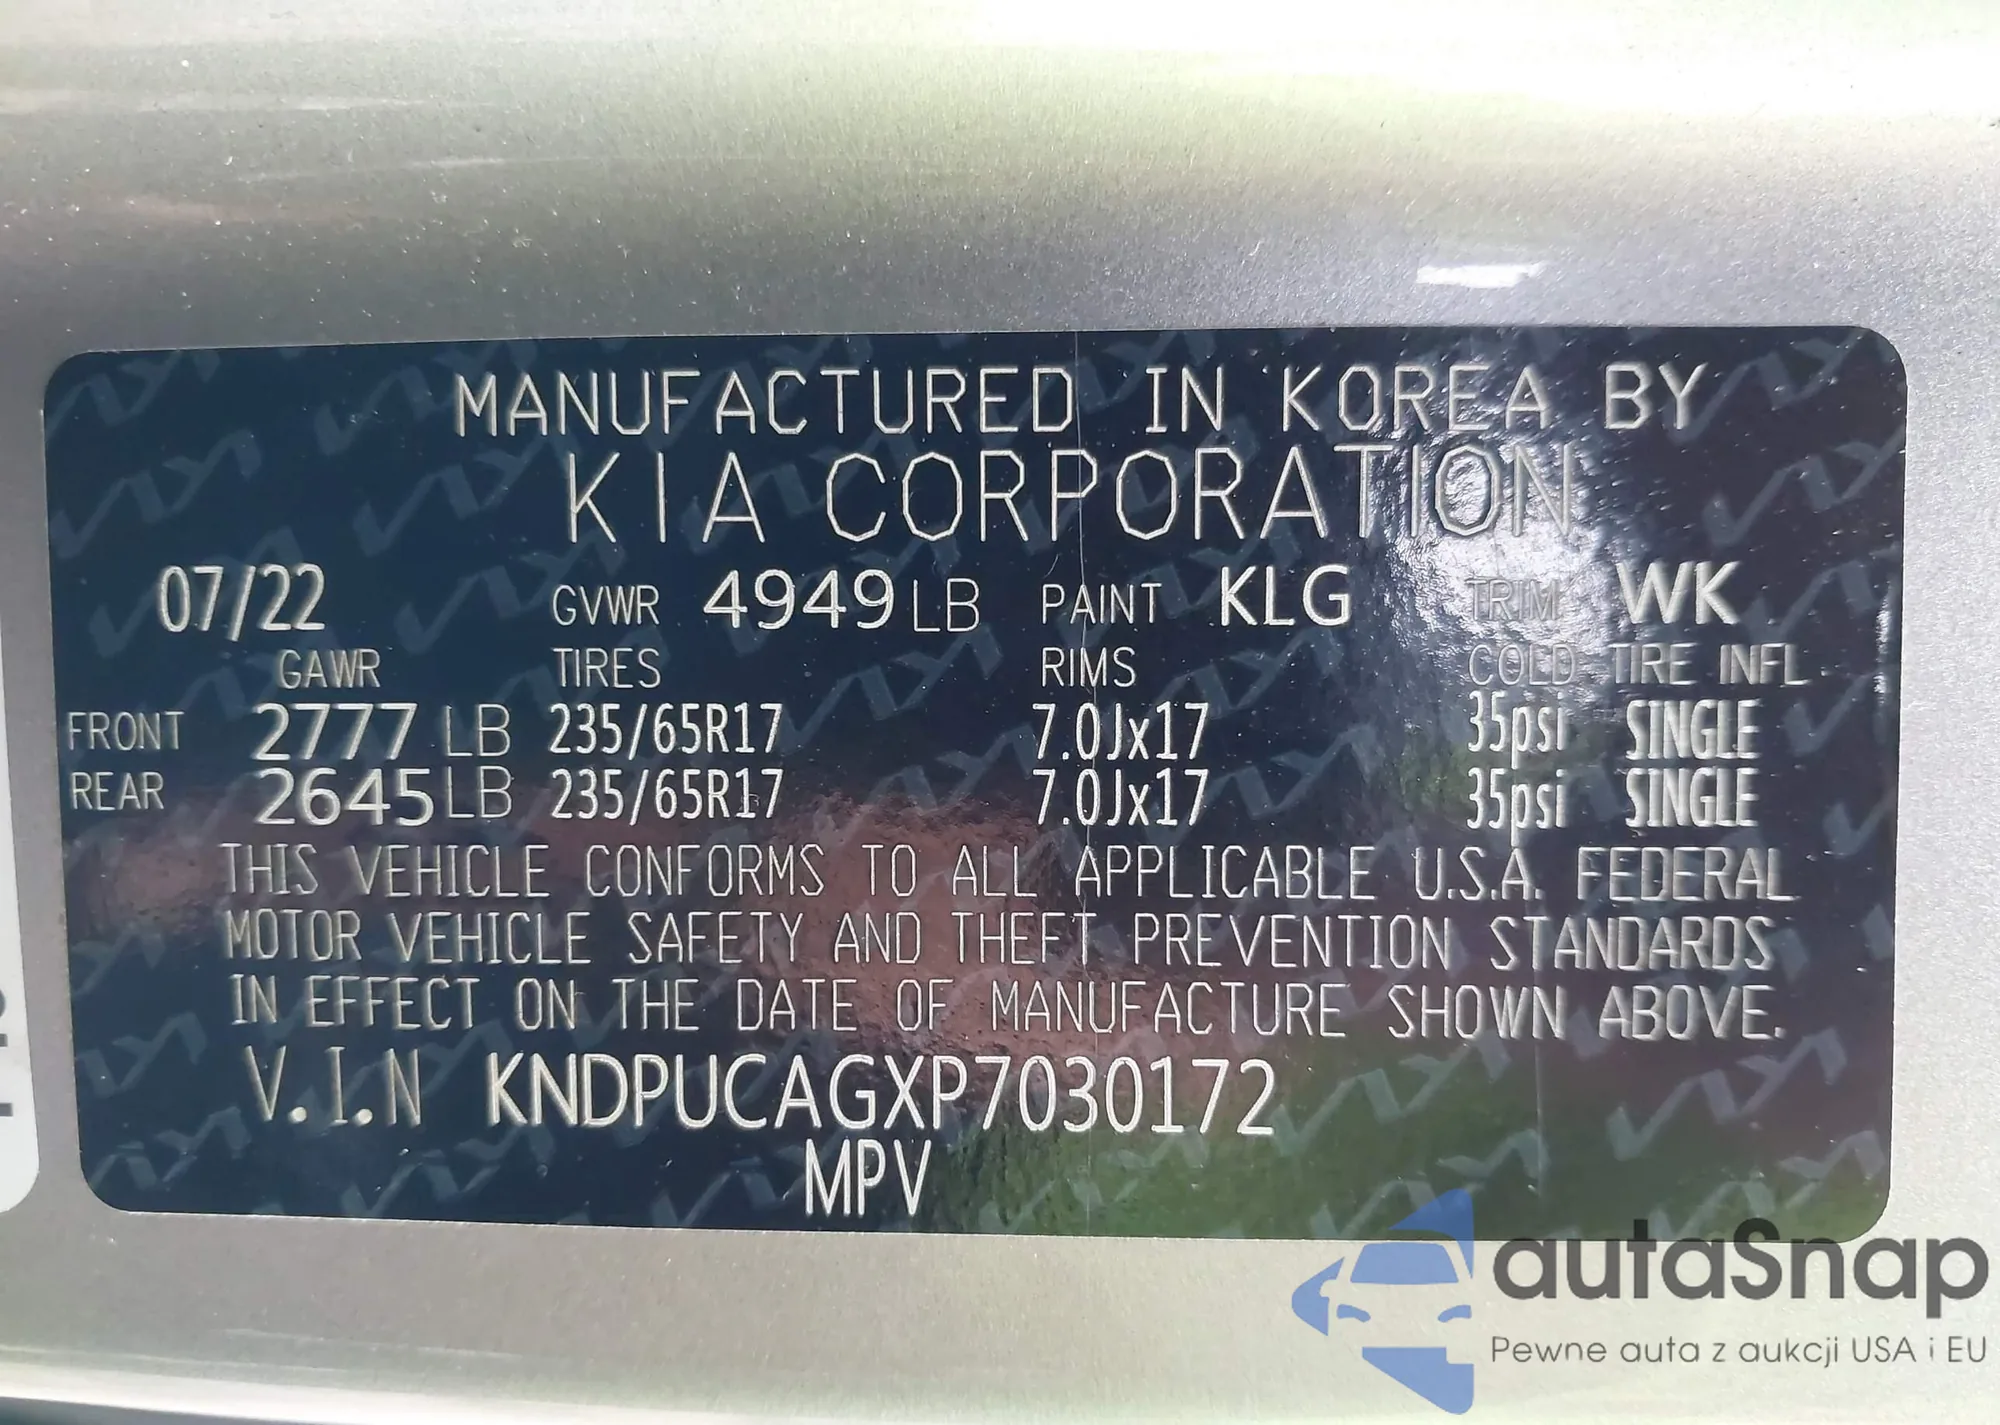 MANUFACTURED IN KOREA BY
KIA CORPORATION
07/22 GVWR 4949LB PAINT KLG TRIM WK
GAWR TIRES RIMS COLD TIRE INFL
FRONT 2777 LB 235/65R17 7.0Jx17 35psi SINGLE
REAR 2645LB 235/65R17 7.0Jx17 35psi SINGLE
THIS VEHICLE CONFORMS TO ALL APPLICABLE U.S.A. FEDERAL
MOTOR VEHICLE SAFETY AND THEFT PREVENTION STANDARDS
IN EFFECT ON THE DATE OF MANUFACTURE SHOWN ABOVE.
V.I.N KNDPUCAGXP7030172
MPV
autaSnap
Pewne auta z aukcji USA i EU